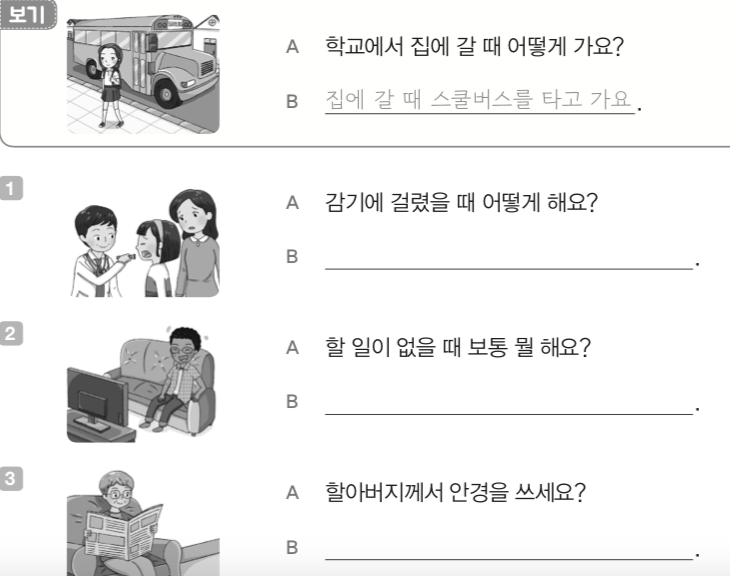 보기
A 학교에서 집에 갈 때 어떻게 가요?
B 집에 갈 때 스쿨버스를 타고 가요.
1
A 감기에 걸렸을 때 어떻게 해요?
B .
2
A 할 일이 없을 때 보통 뭘 해요?
B .
3
A 할아버지께서 안경을 쓰세요?
B .